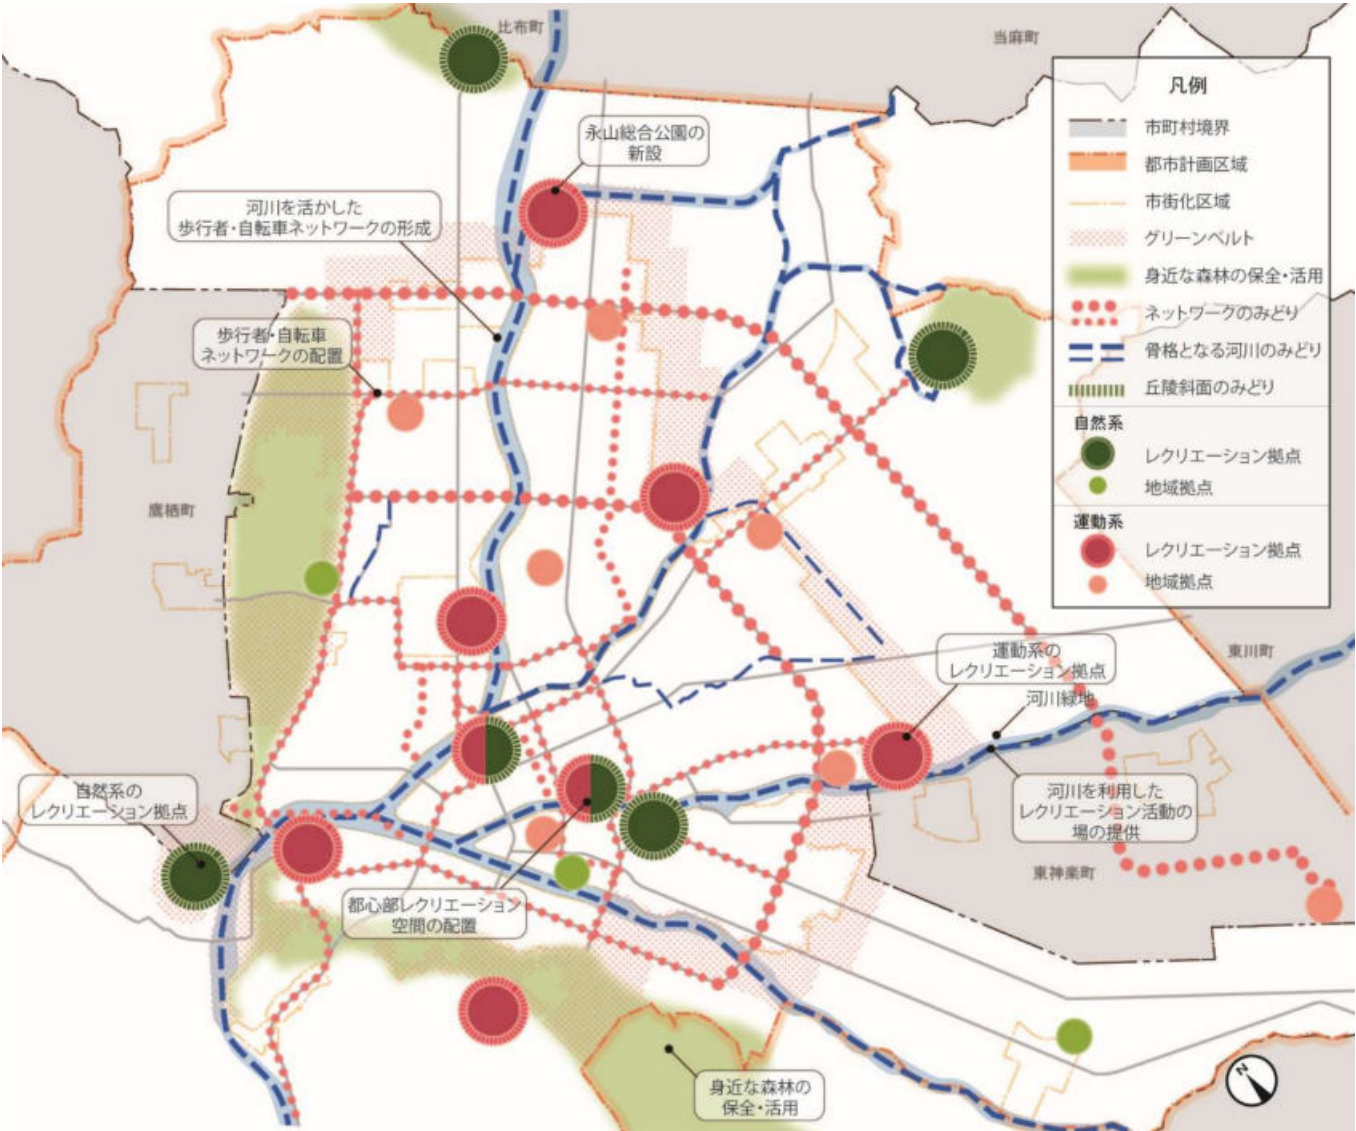 比布町
当麻町
凡例
市町村境界
都市計画区域
市街化区域
グリーンベルト
身近な森林の保全・活用
ネットワークのみどり
骨格となる河川のみどり
丘陵斜面のみどり
自然系
レクリエーション拠点
地域拠点
運動系
レクリエーション拠点
地域拠点
永山総合公園の
新設
河川を活かした
歩行者・自転車ネットワークの形成
歩行者・自転車
ネットワークの配置
鷹栖町
運動系の
レクリエーション拠点
東川町
河川緑地
自然系の
レクリエーション拠点
河川を利用した
レクリエーション活動の
場の提供
東神楽町
都心部レクリエーション
空間の配置
身近な森林の
保全・活用
N